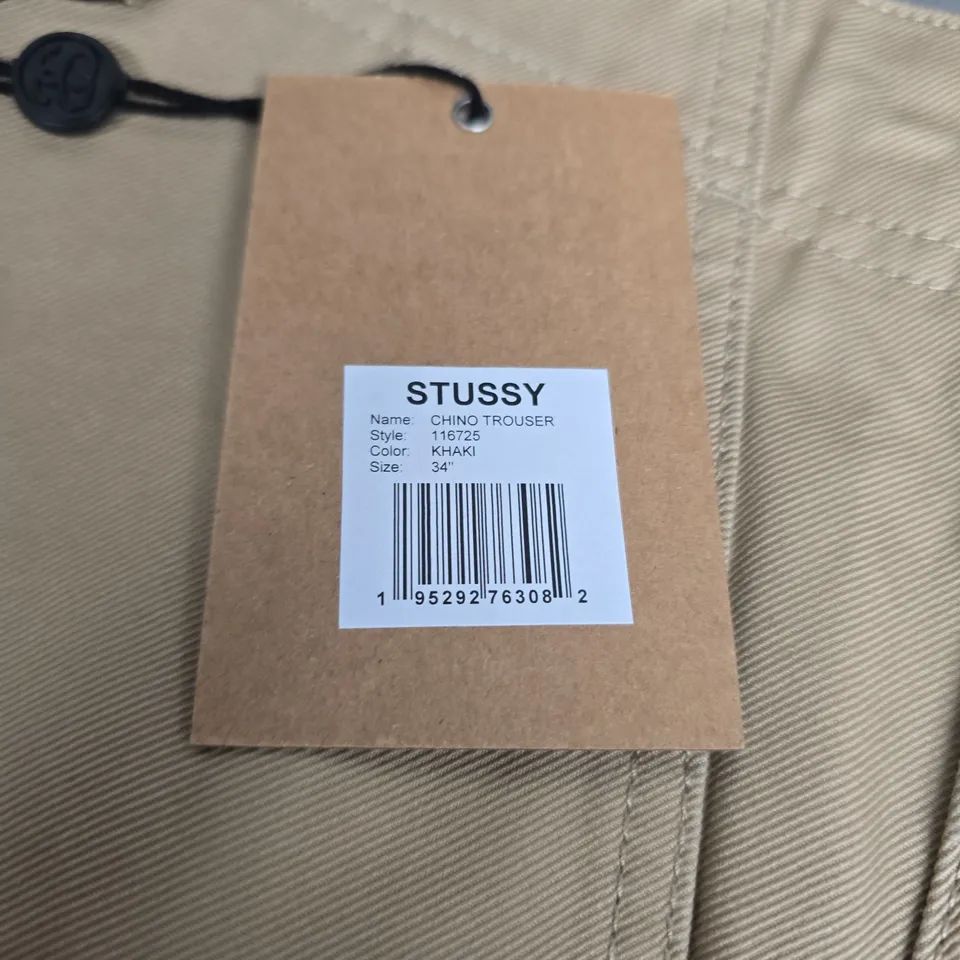 STUSSY
Name: CHINO TROUSER
Style: 116725
Color: KHAKI
Size: 34"
1 95292 76308 2